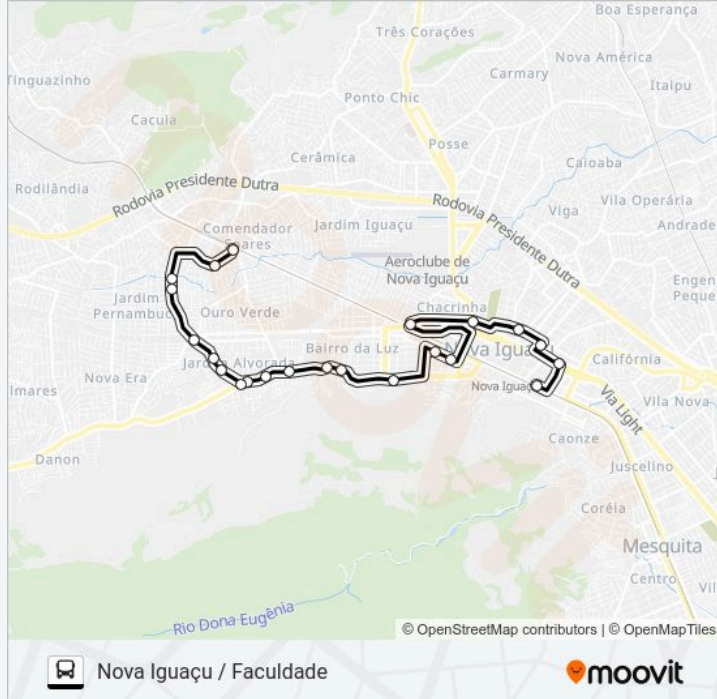 Boa Esperança
Três Corações
Nova América
Tinguazinho
Carmary
Itaipu
Ponto Chic
Cacuia
Posse
Cerâmica
Caioaba
Rodilândia
Rodovia Presidente Dutra
Rodovia Presidente Dutra
Vila Operária
Viga
Andrade
Comendador
Soares
Jardim Iguaçu
Aeroclube de
Nova Iguaçu
Jardim
Pernambuco
Ouro Verde
Chacrinha
Bairro da Luz
Nova Igua
Califórnia
Jardim Alvorada
Nova Era
Nova Iguaç
Via Light
Vila Nova
Caonze
Danon
Juscelino
Coréia
Mesquita
Centro
Rio Dona Eugênia
© OpenStreetMap contributors | © OpenMapTiles
Nova Iguaçu / Faculdade
moovit